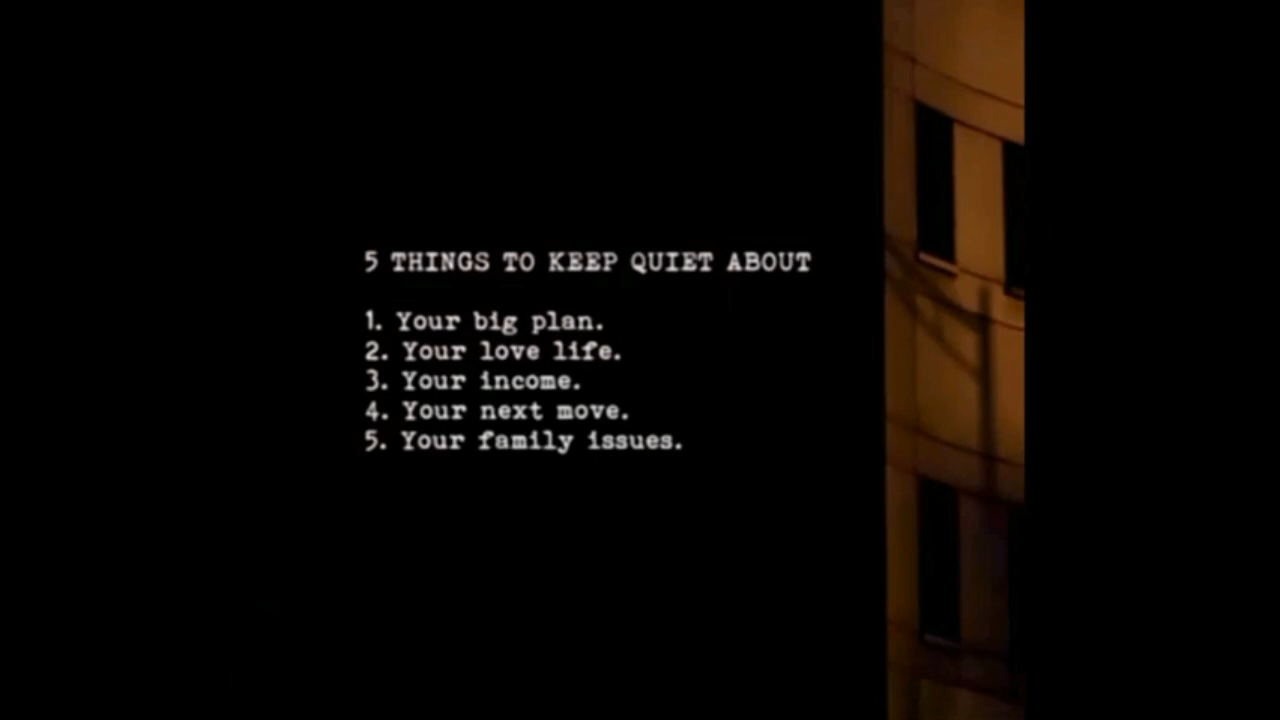 5 THINGS TO KEEP QUIET ABOUT
1. Your big plan.
2. Your love life.
3. Your income.
4. Your next move.
5. Your family issues.